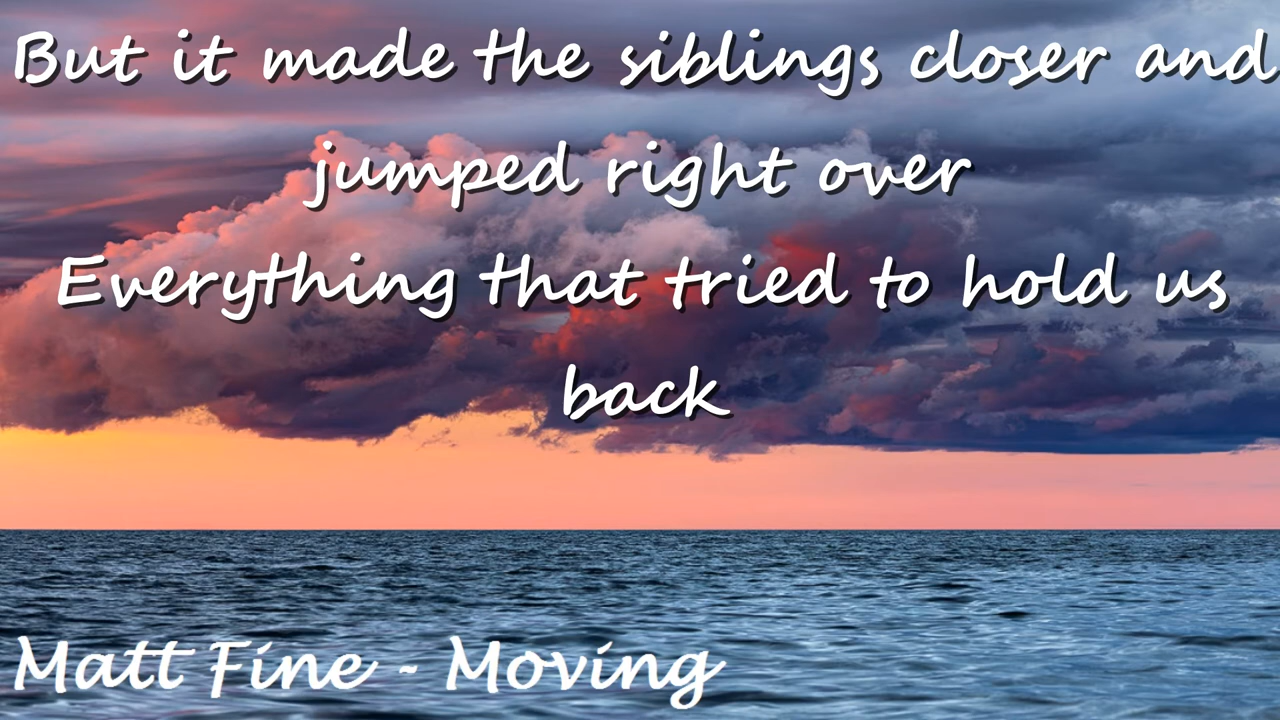 But it made the siblings closer and
jumped right over
Everything that tried to hold us
back
Matt Fine - Moving